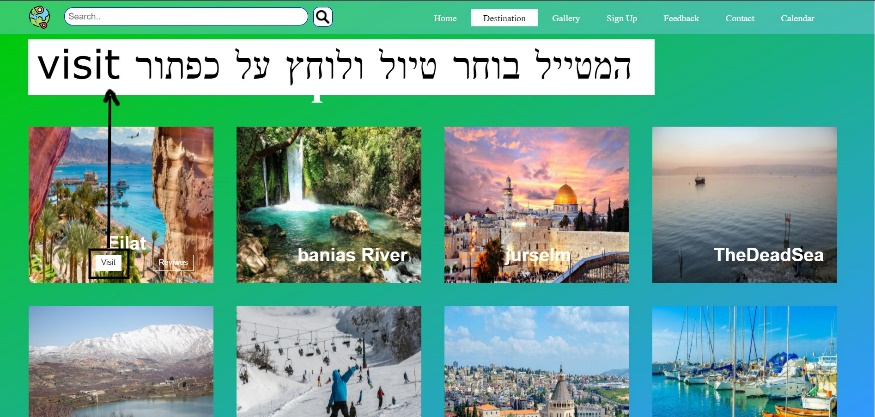 Search..
Home Destination Gallery Sign Up Feedback Contact Calendar
המטייל בוחר טיול ולוחץ על כפתור visit
Eilat
Visit Reviwes
banias River
jurselm
TheDeadSea